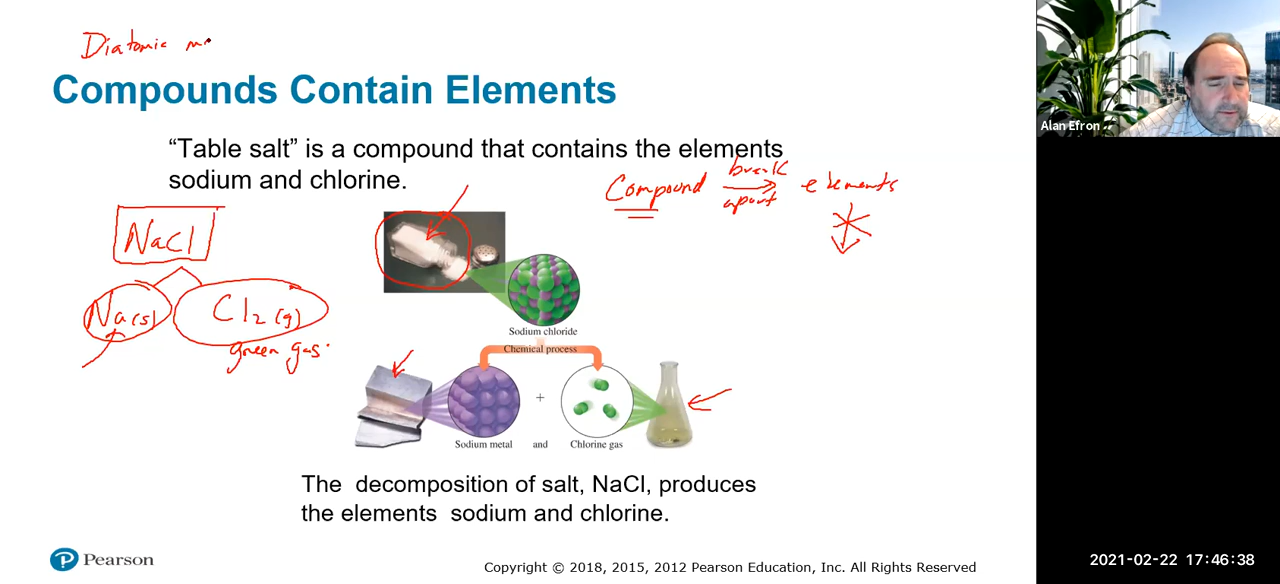 Diatomic
Compounds Contain Elements
Alan Efron
“Table salt” is a compound that contains the elements
sodium and chlorine.
Compound break apart elements
NaCl
Na(s) Cl2(g)
green gas.
Sodium chloride
Chemical process
+
Sodium metal and Chlorine gas
The decomposition of salt, NaCl, produces
the elements sodium and chlorine.
P Pearson
Copyright © 2018, 2015, 2012 Pearson Education, Inc. All Rights Reserved
2021-02-22 17:46:38